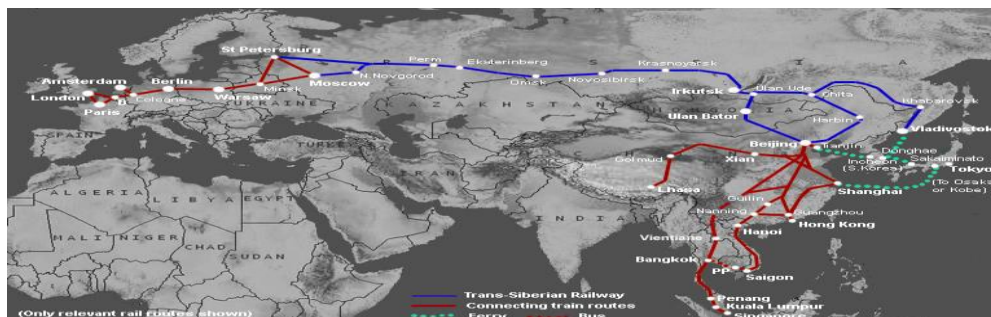 St Petersburg
R
S
I
A
Perm
Ekaterinberg
Krasnoyarsk
Amsterdam
Berlin
Moscow
N.Novgorod
Omsk
Novosibirsk
London
B
Cologne
Warsaw
Minsk
Irkutsk
Ulan Ude
Chita
Paris
UKRAINE
KAZAKHSTAN
Ulan Bator
Harbin
Khabarovsk
Vladivostok
SPAIN
TURKEY
Beijing
Tianjin
Donghae
Golmud
Xian
Incheon
(S.Korea)
Sakaiminato
Tokyo
IRAN
Lhasa
Shanghai
(To Osaka
or Kobe)
ALGERIA
LIBYA
EGYPT
INDIA
Guilin
Nanning
Guangzhou
Hong Kong
Hanoi
MALI
NIGER
CHAD
SUDAN
Vientiane
Bangkok
PP
Saigon
Trans-Siberian Railway
Penang
Connecting train routes
Kuala Lumpur
(Only relevant rail routes shown)
Ferry
Bus
Singapore